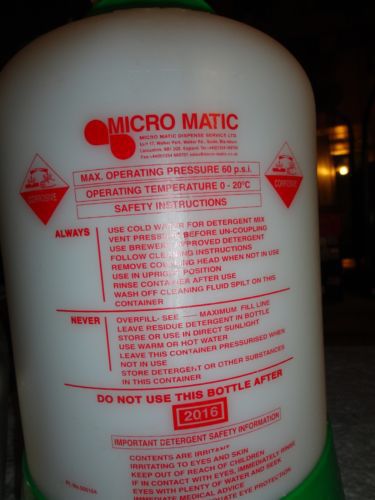 MICRO MATIC
MICRO MATIC DISPENSE SERVICE LTD
MAX. OPERATING PRESSURE 60 p.s.i.
OPERATING TEMPERATURE 0 - 20°C
SAFETY INSTRUCTIONS
CORROSIVE
CORROSIVE
ALWAYS
USE COLD WATER FOR DETERGENT MIX
VENT PRESSURE BEFORE UN-COUPLING
USE BREWERY APPROVED DETERGENT
FOLLOW CLEANING INSTRUCTIONS
REMOVE COUPLING HEAD WHEN NOT IN USE
USE IN UPRIGHT POSITION
RINSE CONTAINER AFTER USE
WASH OFF CLEANING FLUID SPILT ON THIS
CONTAINER
NEVER
OVERFILL- SEE MAXIMUM FILL LINE
LEAVE RESIDUE DETERGENT IN BOTTLE
STORE OR USE IN DIRECT SUNLIGHT
USE WARM OR HOT WATER
LEAVE THIS CONTAINER PRESSURISED WHEN
NOT IN USE
STORE DETERGENT OR OTHER SUBSTANCES
IN THIS CONTAINER
DO NOT USE THIS BOTTLE AFTER
2016
IMPORTANT DETERGENT SAFETY INFORMATION
CONTENTS ARE IRRITANT
IRRITATING TO EYES AND SKIN
KEEP OUT OF REACH OF CHILDREN
IF IN CONTACT WITH EYES, IMMEDIATELY RINSE
EYES WITH PLENTY OF WATER AND SEEK
IMMEDIATE MEDICAL ADVICE
EYE PROTECTION